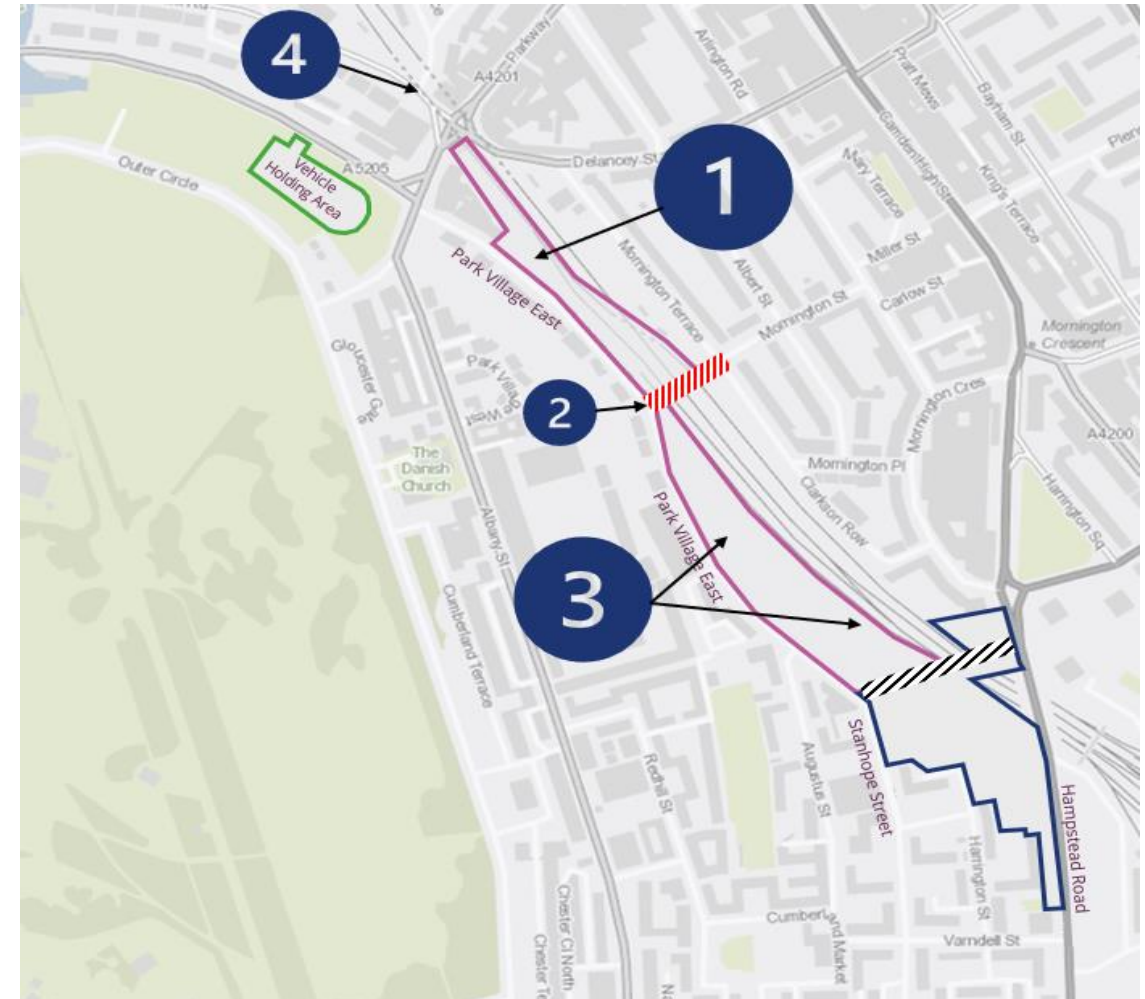 4
A4201
Parkway
Arlington Rd
Pratt Mews
Bayham St
Camden High St
King's Terrace
Outer Circle
Vehicle
Holding Area
A5205
Delancey St
1
Mary Terrace
Miller St
Carlow St
Albert St
Mornington Terrace
Mornington St
Mornington
Crescent
Park Village East
Gloucester Gate
Park Village
West
2
Mornington Cres
A4200
Mornington Pl
Harrington Sq
The
Danish
Church
Albany St
Clarkson Row
Park Village East
3
Cumberland Terrace
Stanhope Street
Augustus St
Redhill St
Hampstead Road
Harrington St
Cumberland
Market
Varndell St
Chester Cl North
Chester Te
Na